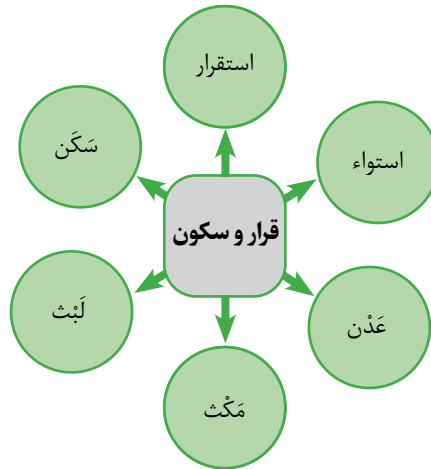 استقرار
استواء
سَکَن
قرار و سکون
لَبْث
عَدْن
مَکْث